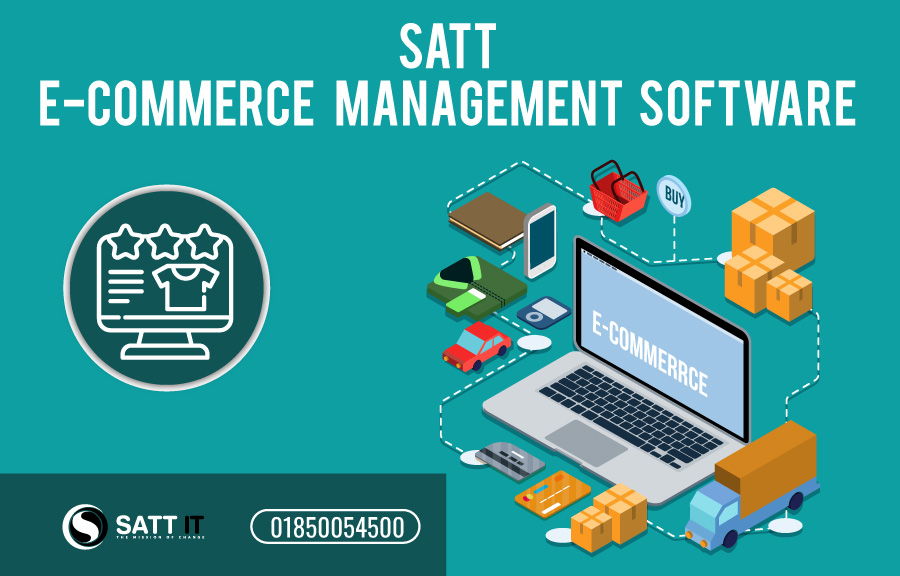 SATT
E-COMMERCE MANAGEMENT SOFTWARE
BUY
E-COMMERRCE
SATT IT
THE MISSION OF CHANGE
01850054500